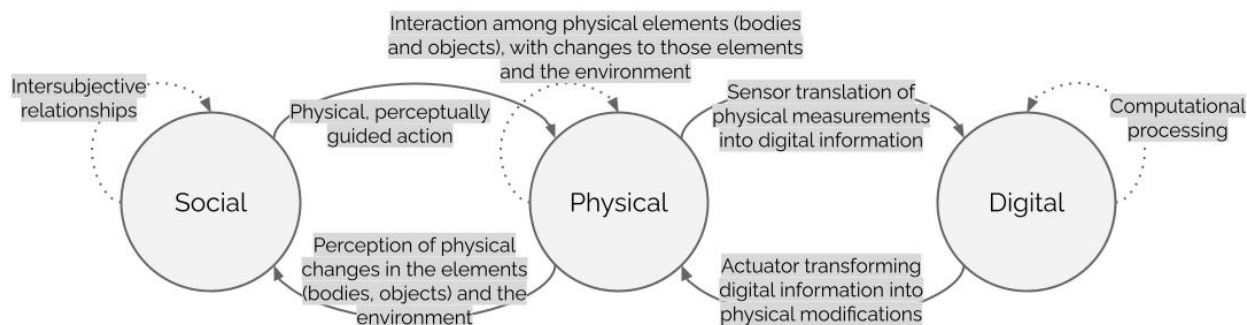 Interaction among physical elements (bodies
and objects), with changes to those elements
and the environment
Intersubjective
relationships
Physical, perceptually
guided action
Sensor translation of
physical measurements
into digital information
Computational
processing
Social
Physical
Digital
Perception of physical
changes in the elements
(bodies, objects) and the
environment
Actuator transforming
digital information into
physical modifications